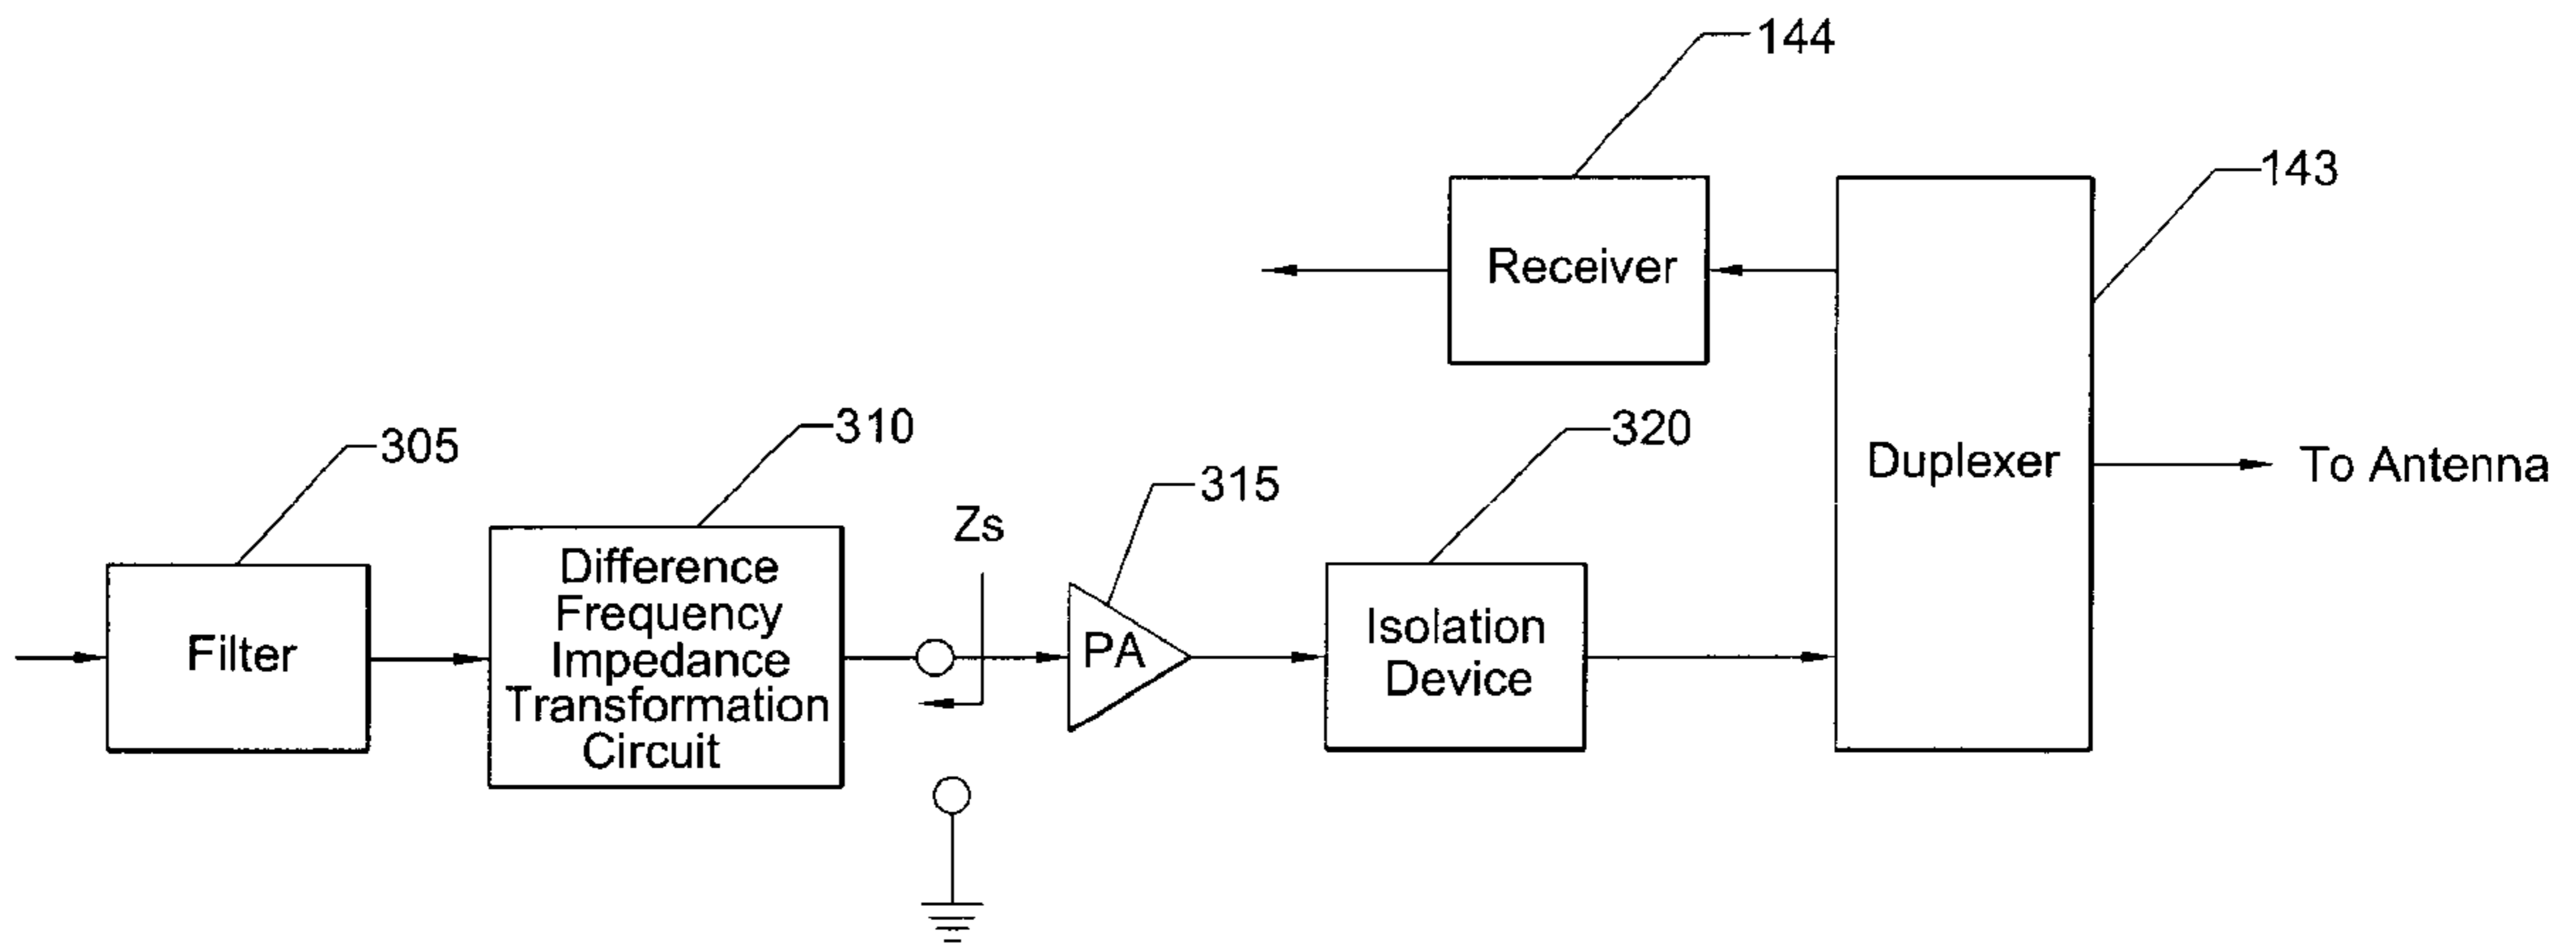 144
143
Receiver
305
310
320
Duplexer
To Antenna
315
Zs
Filter
Difference
Frequency
Impedance
Transformation
Circuit
PA
Isolation
Device